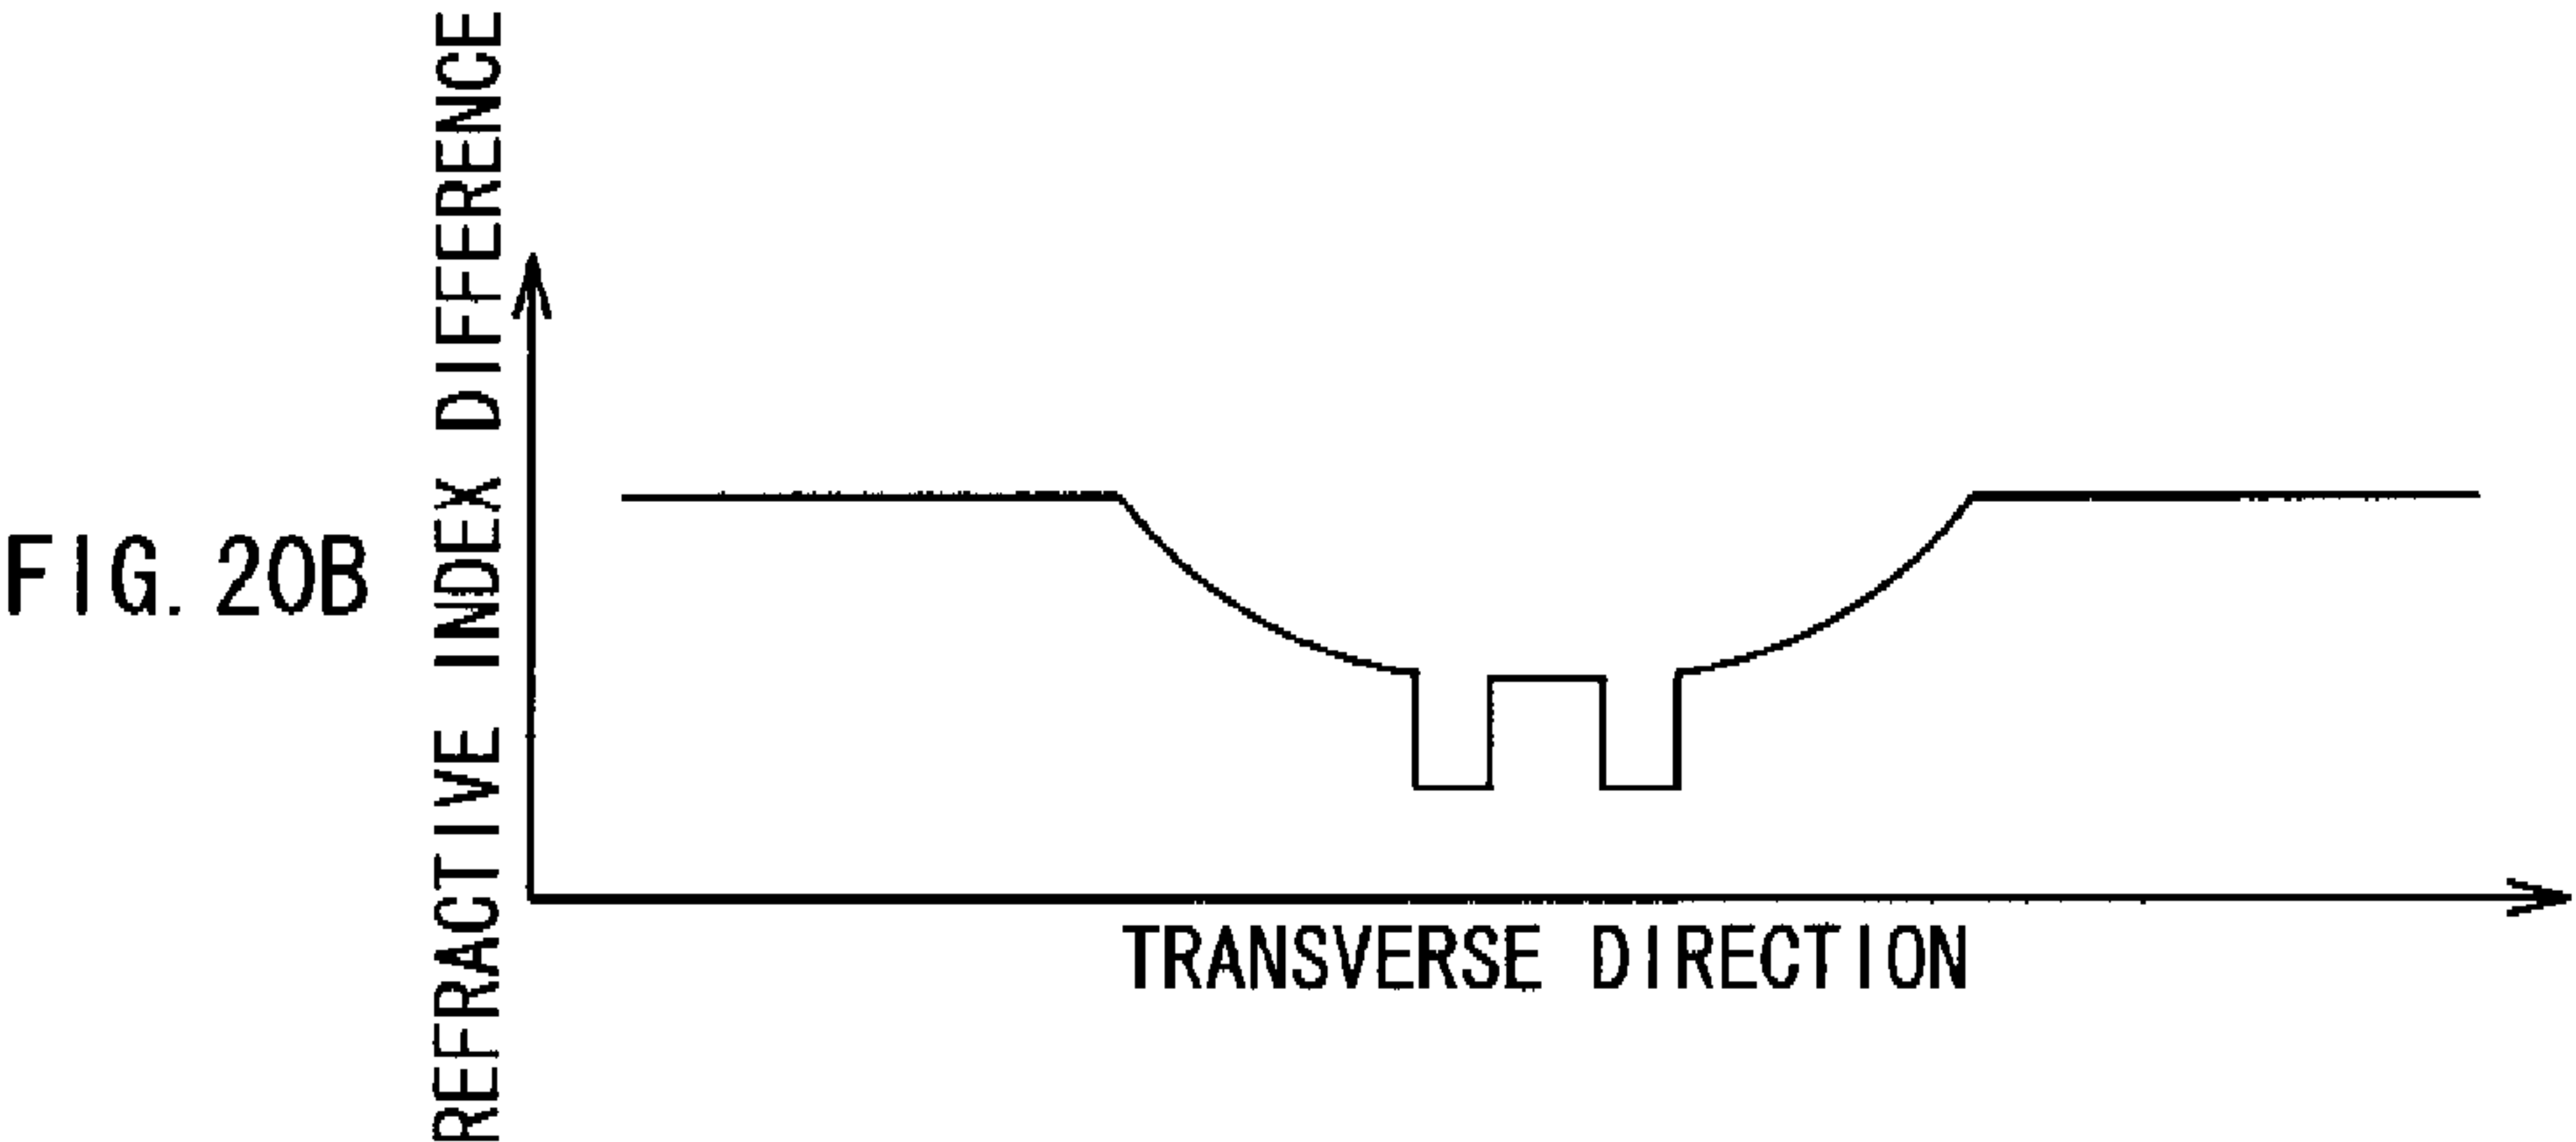 FIG. 20B
REFRACTIVE INDEX DIFFERENCE
TRANSVERSE DIRECTION